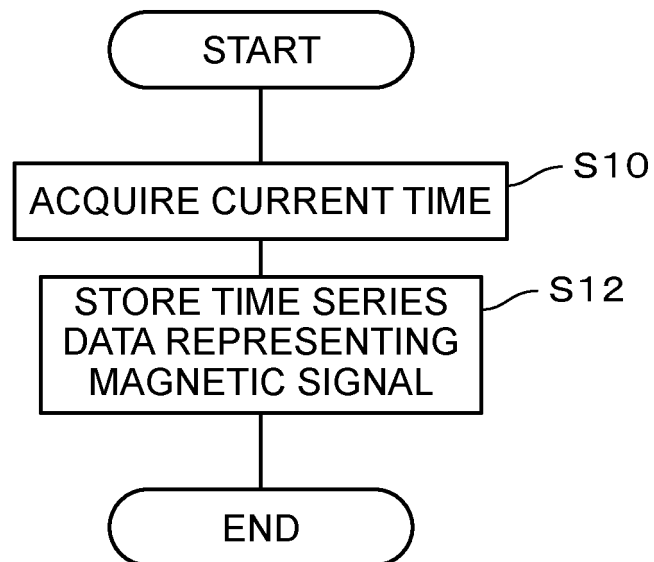 START
S10
ACQUIRE CURRENT TIME
S12
STORE TIME SERIES
DATA REPRESENTING
MAGNETIC SIGNAL
END